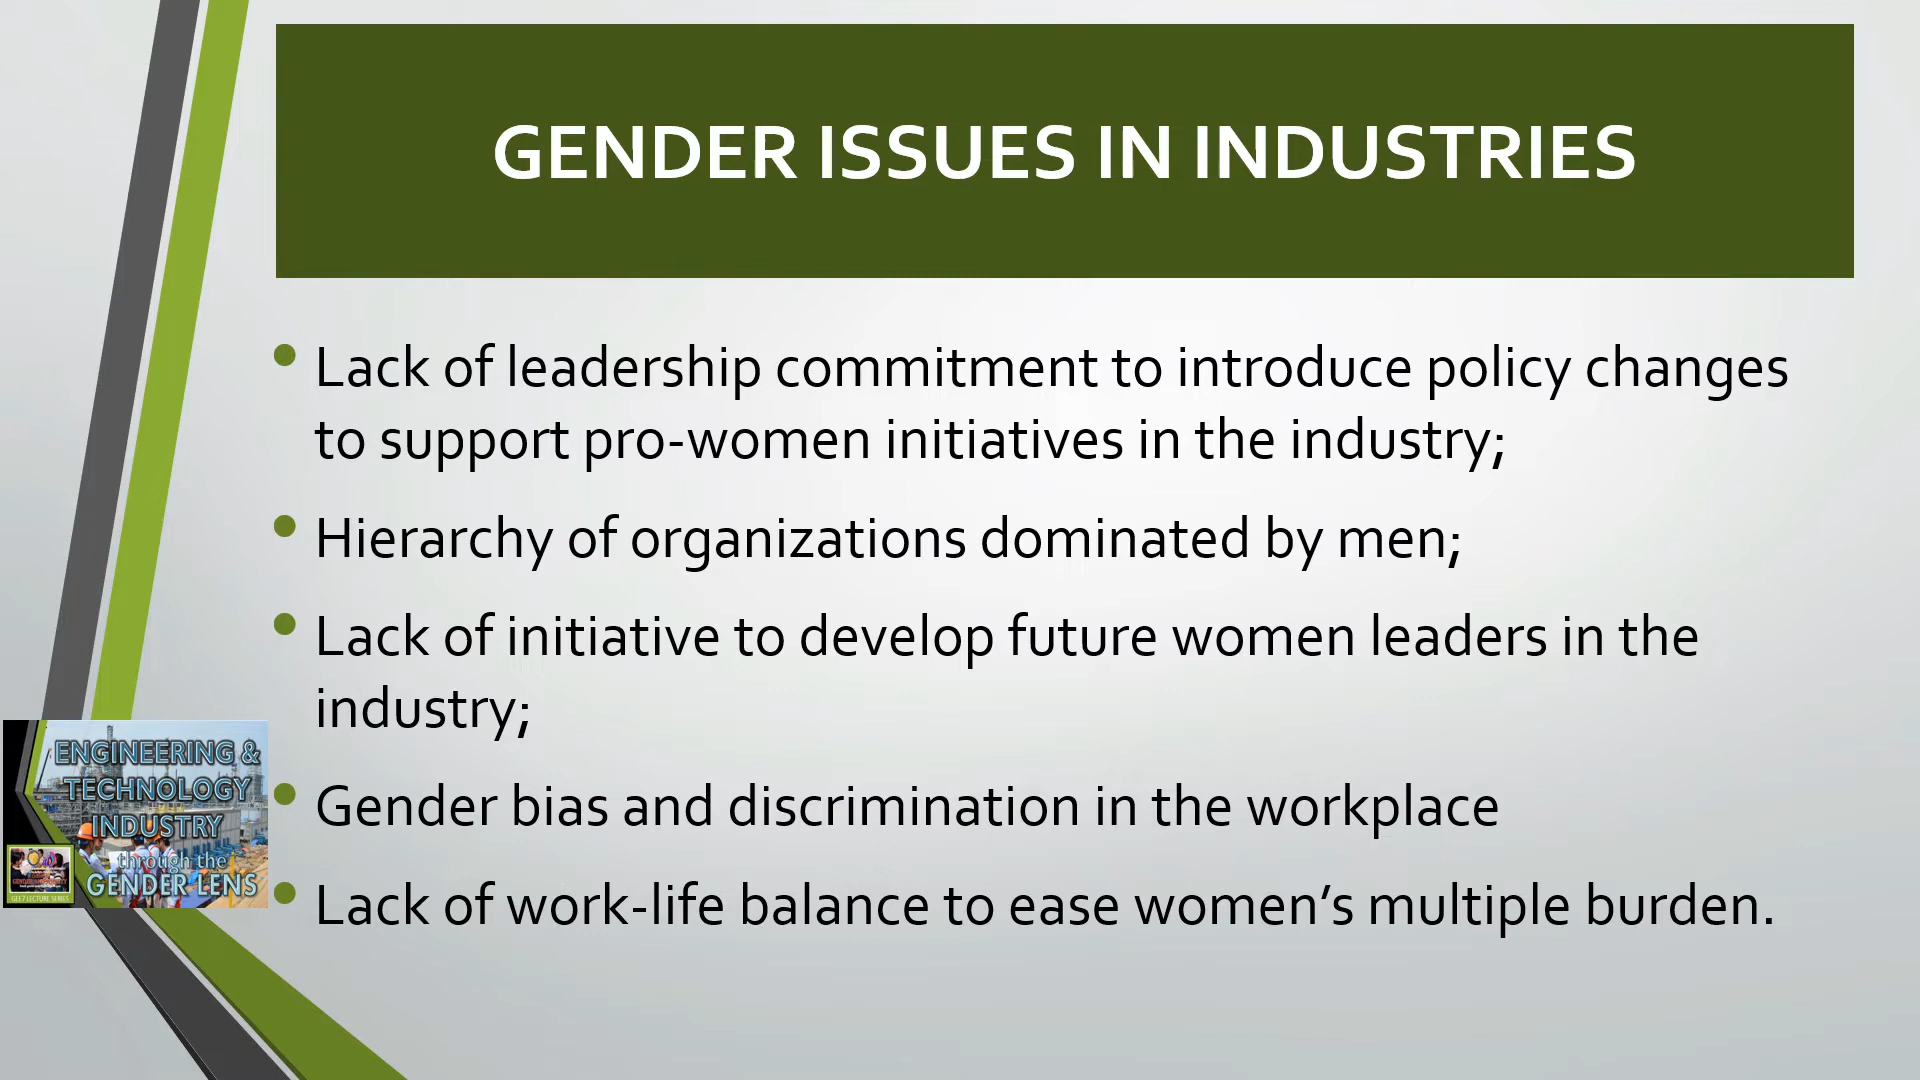 GENDER ISSUES IN INDUSTRIES
• Lack of leadership commitment to introduce policy changes
to support pro-women initiatives in the industry;
• Hierarchy of organizations dominated by men;
• Lack of initiative to develop future women leaders in the
industry;
• Gender bias and discrimination in the workplace
• Lack of work-life balance to ease women’s multiple burden.
ENGINEERING &
TECHNOLOGY
INDUSTRY
through the
GENDER LENS
LECTURE SERIES